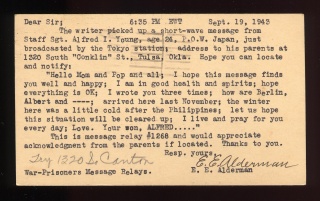 Dear Sir; 6:35 PM EWT Sept. 19, 1943
The writer picked up a short-wave message from
Staff Sgt. Alfred I. Young, age 24, P.O.W. Japan, just
broadcasted by the Tokyo station; address to his parents at
1320 South "Conklin" St., Tulsa, Okla. Hope you can locate
and notify:
"Hello Mom and Pop and all; I hope this message finds
you well and happy; I am in good health and spirits; hope
everything is OK; I wrote you three times; how are Berlin,
Albert and ----; arrived here last November; the winter
here was a little cold after the Philippines; let us hope
this situation will be cleared up; I live and pray for you
every day; Love. Your son, ALFRED....."
This is message relay #1268 and would appreciate
acknowledgment from the parents if located. Thanks to you.
Resp. yours,
Try 1320 S. Canton E.E. Alderman
War-Prisoners Message Relays. E. E. Alderman